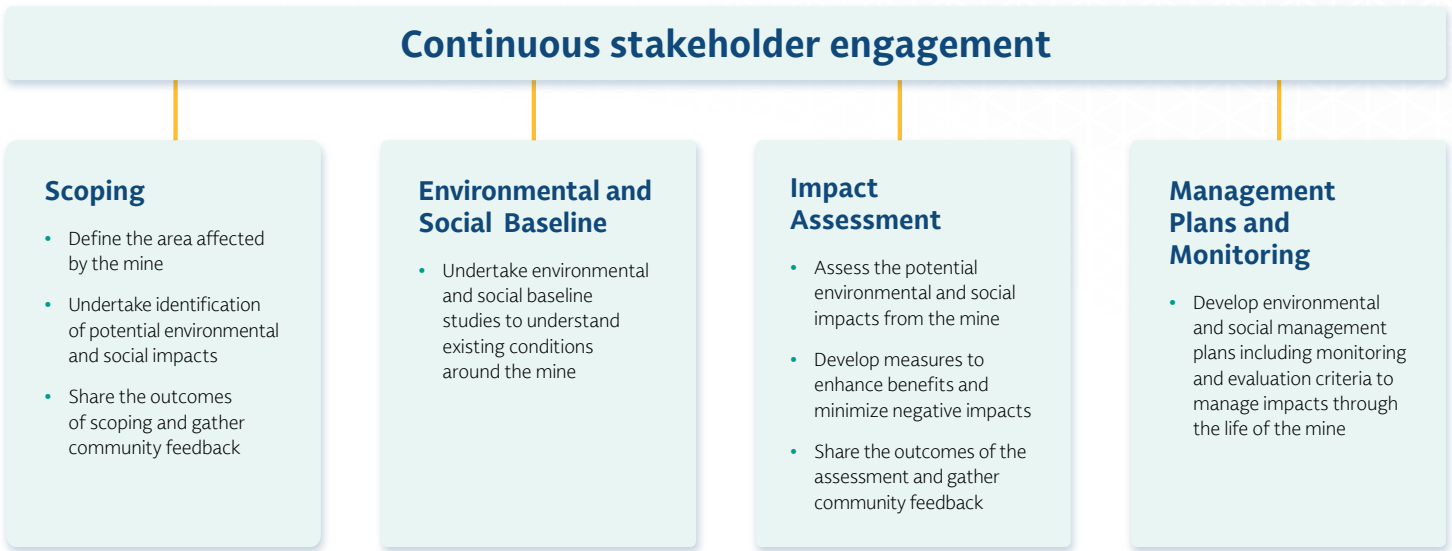 Continuous stakeholder engagement
Scoping
• Define the area affected
by the mine
• Undertake identification
of potential environmental
and social impacts
• Share the outcomes
of scoping and gather
community feedback
Environmental and
Social Baseline
• Undertake environmental
and social baseline
studies to understand
existing conditions
around the mine
Impact
Assessment
• Assess the potential
environmental and social
impacts from the mine
• Develop measures to
enhance benefits and
minimize negative impacts
• Share the outcomes of the
assessment and gather
community feedback
Management
Plans and
Monitoring
• Develop environmental
and social management
plans including monitoring
and evaluation criteria to
manage impacts through
the life of the mine